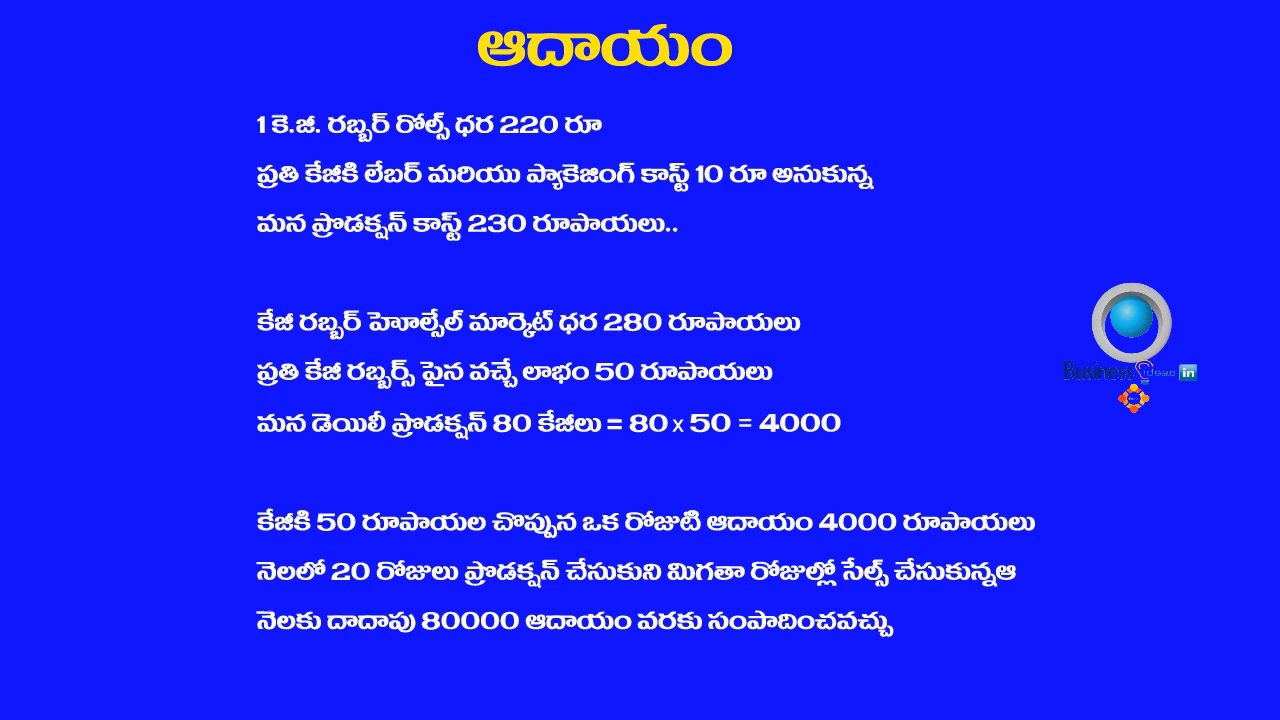 ఆదాయం
1 కె.జీ. రబ్బర్ రోల్స్ ధర 220 రూ
ప్రతి కేజీకి లేబర్ మరియు ప్యాకెజింగ్ కాస్ట్ 10 రూ అనుకున్న
మన ప్రొడక్షన్ కాస్ట్ 230 రూపాయలు..
కేజీ రబ్బర్ హెూల్సేల్ మార్కెట్ ధర 280 రూపాయలు
ప్రతి కేజీ రబ్బర్స్ పైన వచ్చే లాభం 50 రూపాయలు
మన డెయిలీ ప్రొడక్షన్ 80 కేజీలు = 80 x 50 = 4000
కేజీకి 50 రూపాయల చొప్పున ఒక రోజుటి ఆదాయం 4000 రూపాయలు
నెలలో 20 రోజులు ప్రొడక్షన్ చేసుకుని మిగతా రోజుల్లో సేల్స్ చేసుకున్నఆ
నెలకు దాదాపు 80000 ఆదాయం వరకు సంపాదించవచ్చు
Business Ideas in